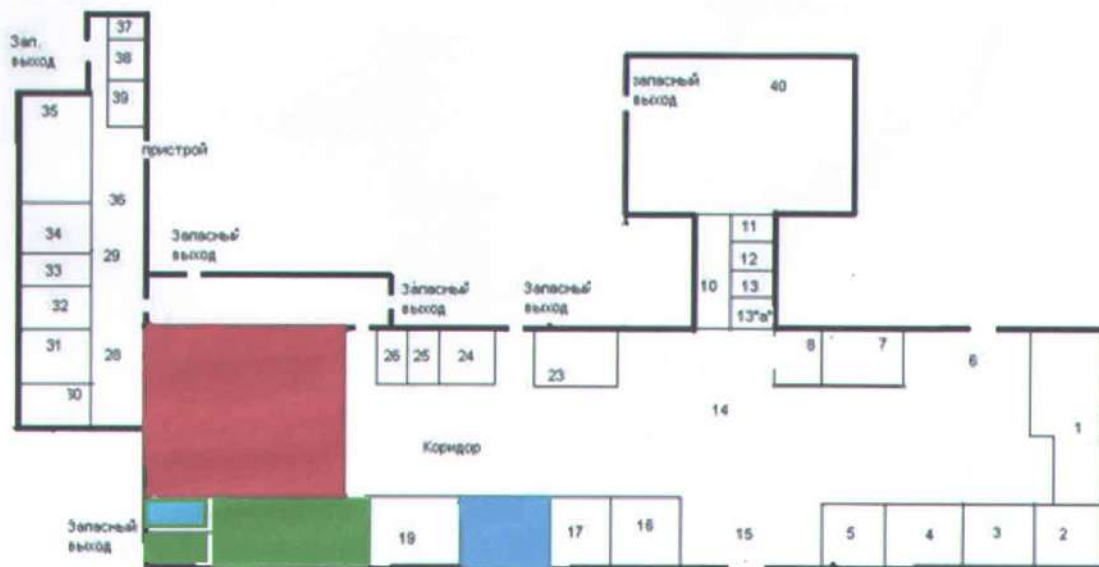 37
Зап.
выход
38
39
35
пристрой
36
34
29
33
32
31
28
30
Запасный
выход
Запасный
выход
Запасный
выход
запасный
выход
40
11
12
10
13
13"а"
26
25
24
23
8
7
6
14
1
Коридор
Запасный
выход
19
17
16
15
5
4
3
2